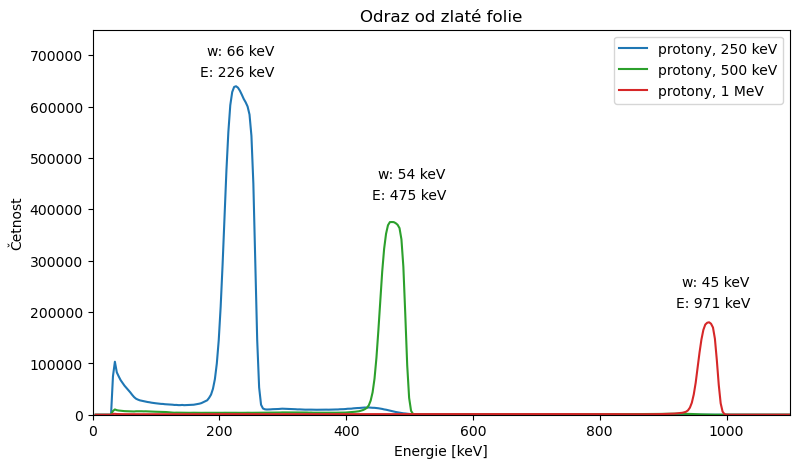 Odraz od zlaté folie
protony, 250 keV
protony, 500 keV
protony, 1 MeV
w: 66 keV
E: 226 keV
w: 54 keV
E: 475 keV
w: 45 keV
E: 971 keV
Četnost
700000
600000
500000
400000
300000
200000
100000
0
0 200 400 600 800 1000
Energie [keV]